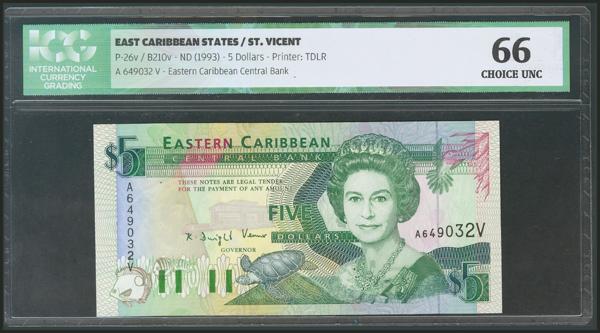 ICG
INTERNATIONAL
CURRENCY
GRADING
EAST CARIBBEAN STATES / ST. VICENT
P-26v / B210v - ND (1993) - 5 Dollars - Printer: TDLR
A 649032 V - Eastern Caribbean Central Bank
66
CHOICE UNC
$5
EASTERN CARIBBEAN
CENTRAL BANK
THESE NOTES ARE LEGAL TENDER
FOR THE PAYMENT OF ANY AMOUNT
A649032V
FIVE
DOLLARS
A649032V
K. Dwight Venner
GOVERNOR
$5